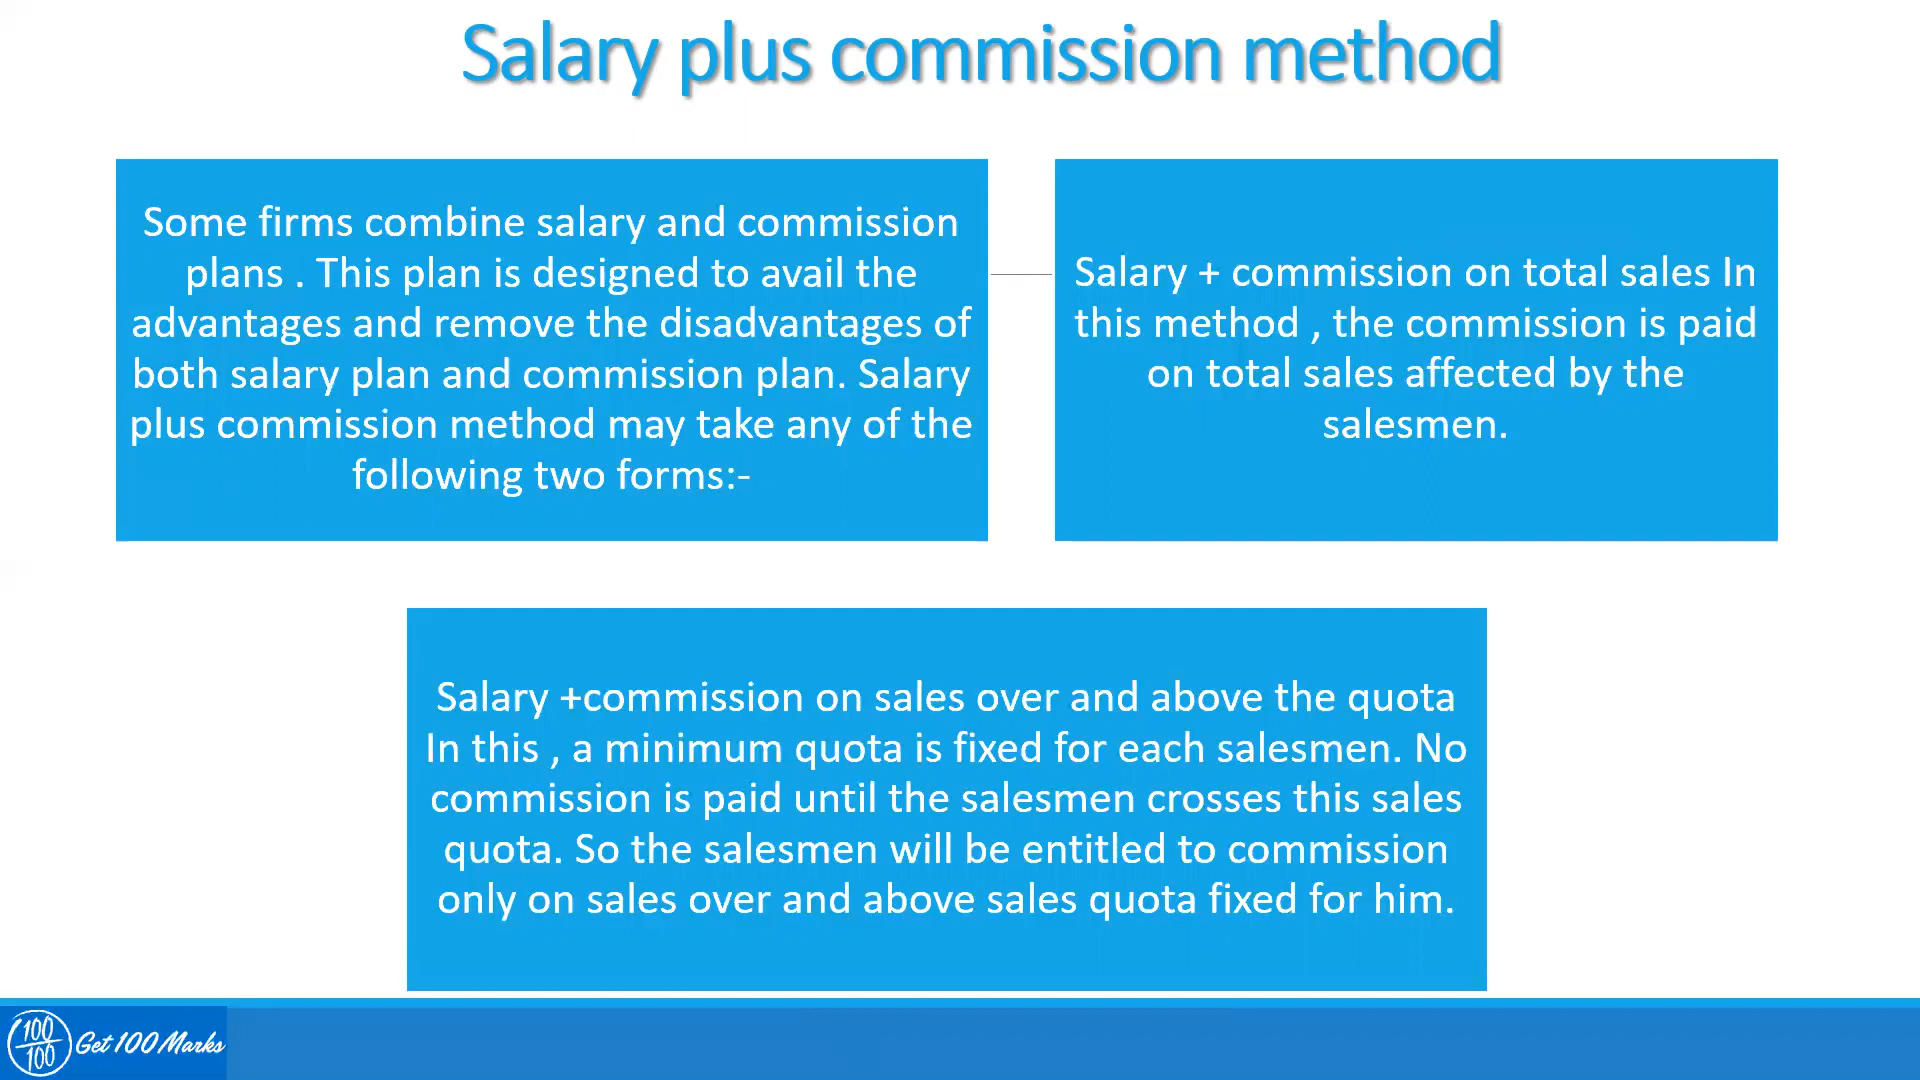 Salary plus commission method
Some firms combine salary and commission
plans . This plan is designed to avail the
advantages and remove the disadvantages of
both salary plan and commission plan. Salary
plus commission method may take any of the
following two forms:-
Salary + commission on total sales In
this method , the commission is paid
on total sales affected by the
salesmen.
Salary +commission on sales over and above the quota
In this , a minimum quota is fixed for each salesmen. No
commission is paid until the salesmen crosses this sales
quota. So the salesmen will be entitled to commission
only on sales over and above sales quota fixed for him.
100
100
Get 100 Marks